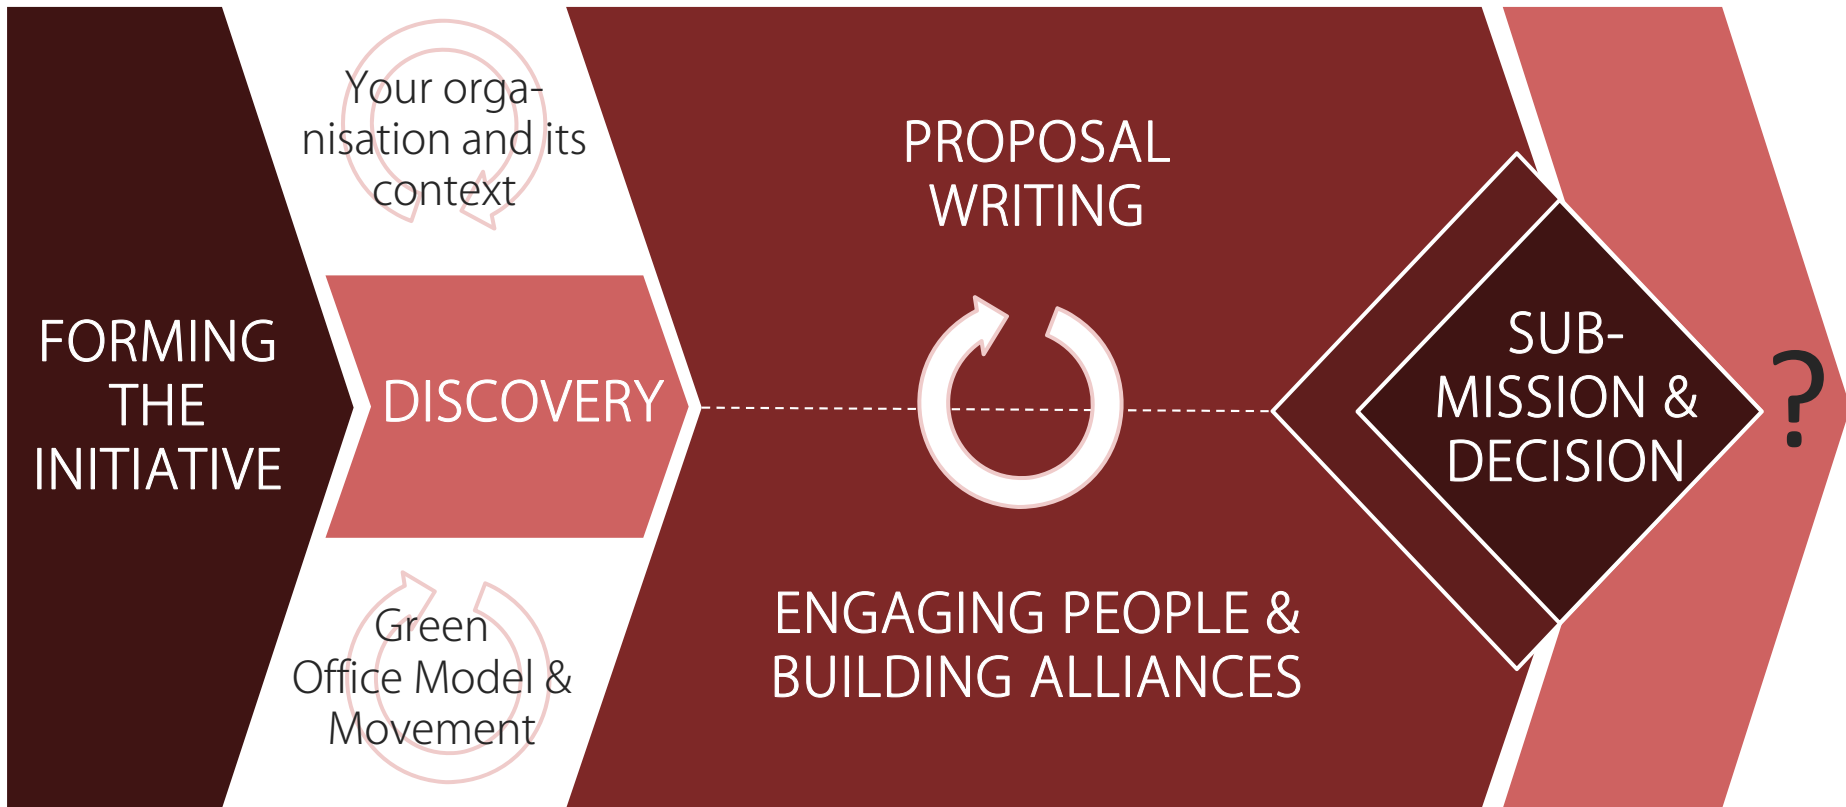 FORMING
THE
INITIATIVE
Your orga-
nisation and its
context
DISCOVERY
Green
Office Model &
Movement
PROPOSAL
WRITING
ENGAGING PEOPLE &
BUILDING ALLIANCES
SUB-
MISSION &
DECISION
?